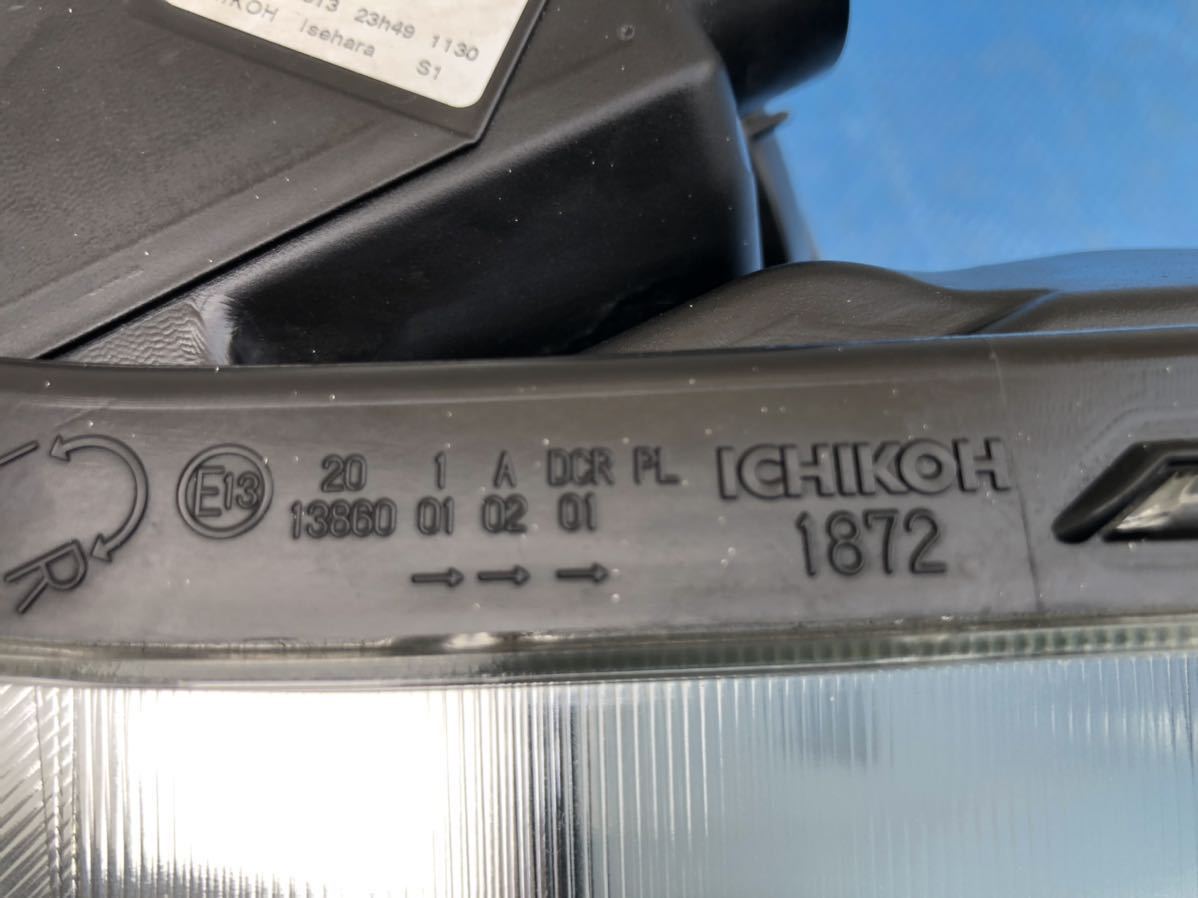 23h49 1130
Isehara S1
R
E13
20 1 A DCR PL
13860 01 02 01
→ → →
ICHIKOH
1872